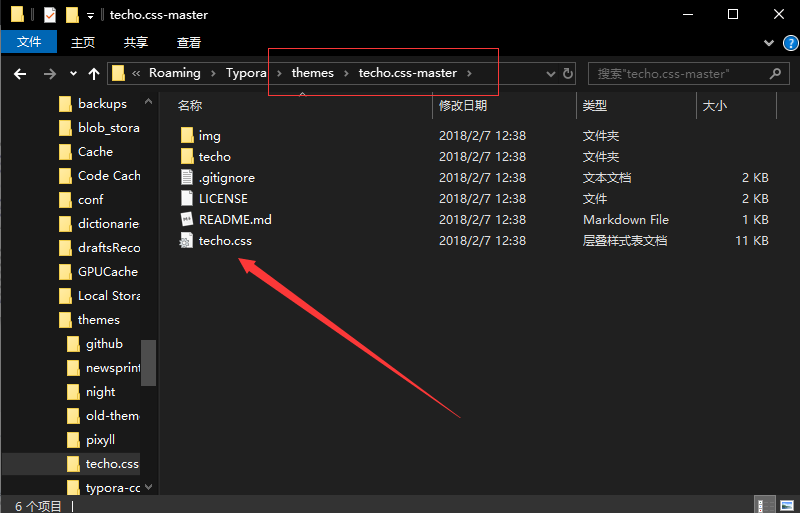 techo.css-master
文件 主页 共享 查看
« Roaming > Typora > themes > techo.css-master >
搜索"techo.css-master"
名称 修改日期 类型 大小
backups
blob_stora
Cache
Code Cach
conf
dictionarie
draftsReco
GPUCache
Local Stora
themes
github
newsprint
night
old-theme
pixyll
techo.css
typora-cc
img 2018/2/7 12:38 文件夹
techo 2018/2/7 12:38 文件夹
.gitignore 2018/2/7 12:38 文本文档 2 KB
LICENSE 2018/2/7 12:38 文件 2 KB
README.md 2018/2/7 12:38 Markdown File 1 KB
techo.css 2018/2/7 12:38 层叠样式表文档 11 KB
6 个项目